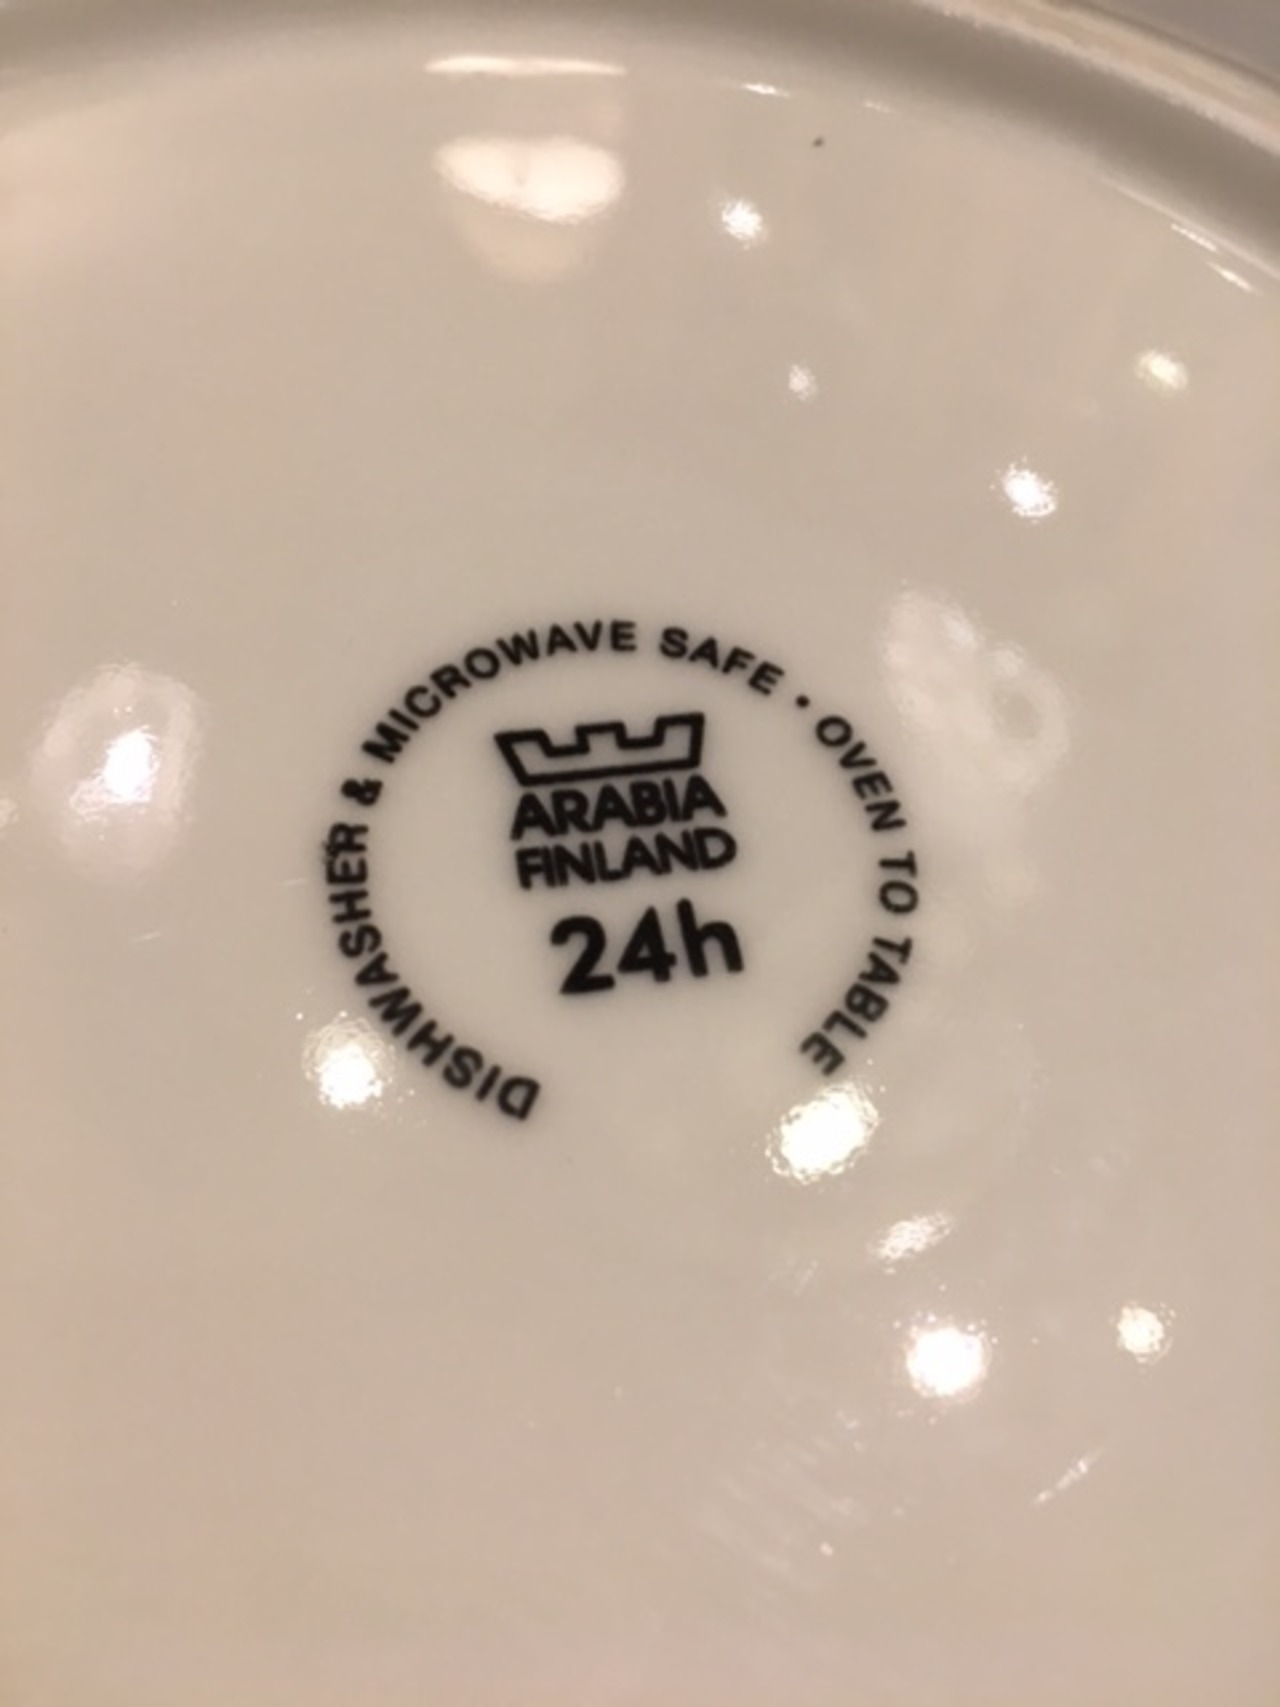 DISHWASHER & MICROWAVE SAFE • OVEN TO TABLE
ARABIA
FINLAND
24h